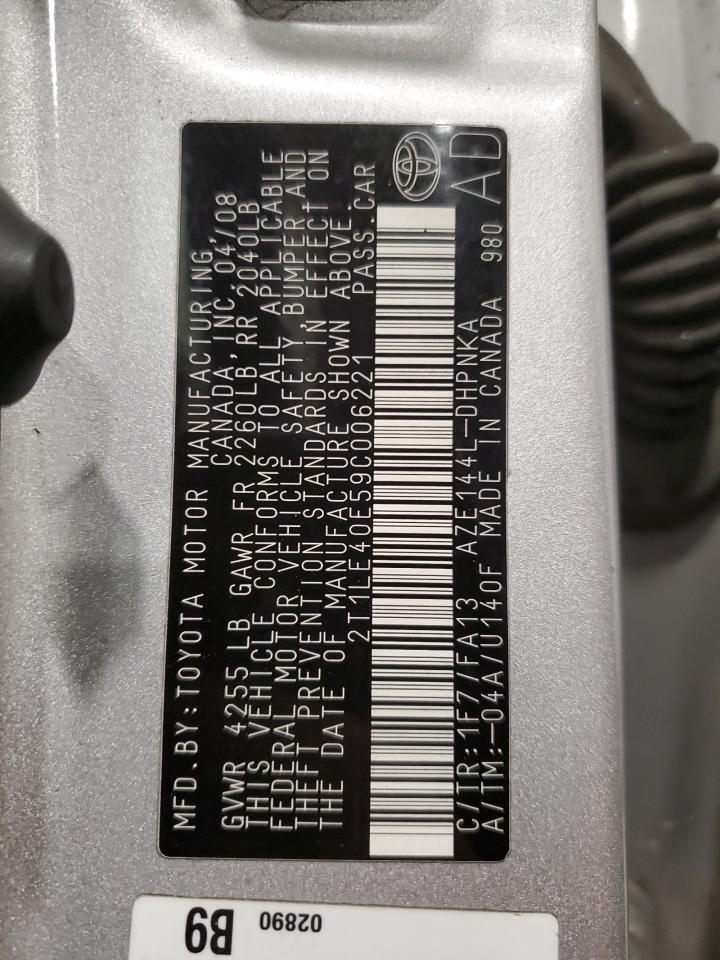 MFD.BY:TOYOTA MOTOR MANUFACTURING
CANADA,INC.04/08
GVWR 4255 LB GAWR FR 2260LB,RR 2040LB
THIS VEHICLE CONFORMS TO ALL APPLICABLE
FEDERAL MOTOR VEHICLE SAFETY,BUMPER,AND
THEFT PREVENTION STANDARDS IN EFFECT ON
THE DATE OF MANUFACTURE SHOWN ABOVE.
2T1LE40E59C006221 PASS.CAR
C/TR:1F7/FA13 AZE144L-DHPNKA
A/TM:-04A/U140F MADE IN CANADA 980
AD
B9 02890